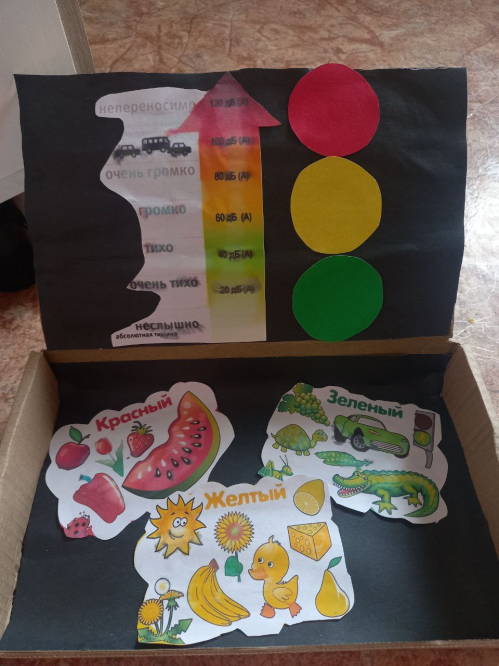 непереносимо 120 дБ (А)
100 дБ (А)
очень громко 80 дБ (А)
громко 60 дБ (А)
тихо 40 дБ (А)
очень тихо 20 дБ (А)
неслышно
абсолютная тишина
Красный
Зеленый
Желтый